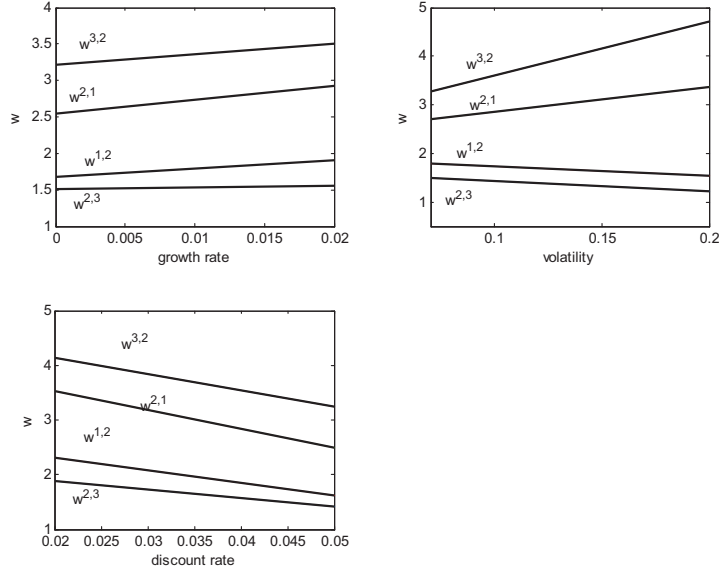 4
3.5
3
2.5
2
1.5
1
w
w^{3,2}
w^{2,1}
w^{1,2}
w^{2,3}
0 0.005 0.01 0.015 0.02
growth rate
5
4
3
2
1
w
w^{3,2}
w^{2,1}
w^{1,2}
w^{2,3}
0.1 0.15 0.2
volatility
5
4
3
2
1
w
w^{3,2}
w^{2,1}
w^{1,2}
w^{2,3}
0.02 0.025 0.03 0.035 0.04 0.045 0.05
discount rate